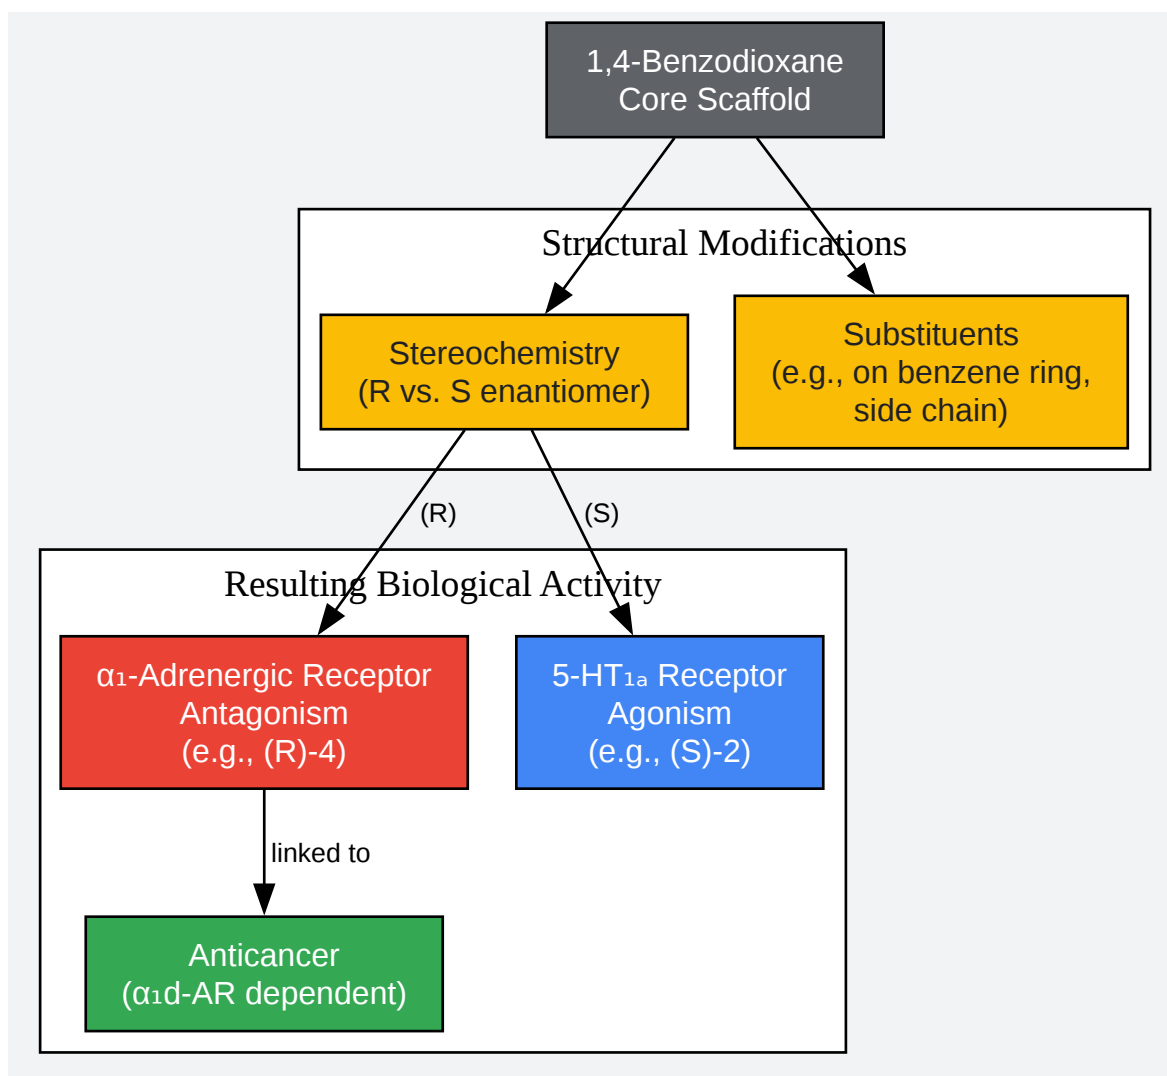 1,4-Benzodioxane
Core Scaffold
Structural Modifications
Stereochemistry
(R vs. S enantiomer)
Substituents
(e.g., on benzene ring,
side chain)
(R)
(S)
Resulting Biological Activity
α₁-Adrenergic Receptor
Antagonism
(e.g., (R)-4)
5-HT₁ₐ Receptor
Agonism
(e.g., (S)-2)
linked to
Anticancer
(α₁d-AR dependent)